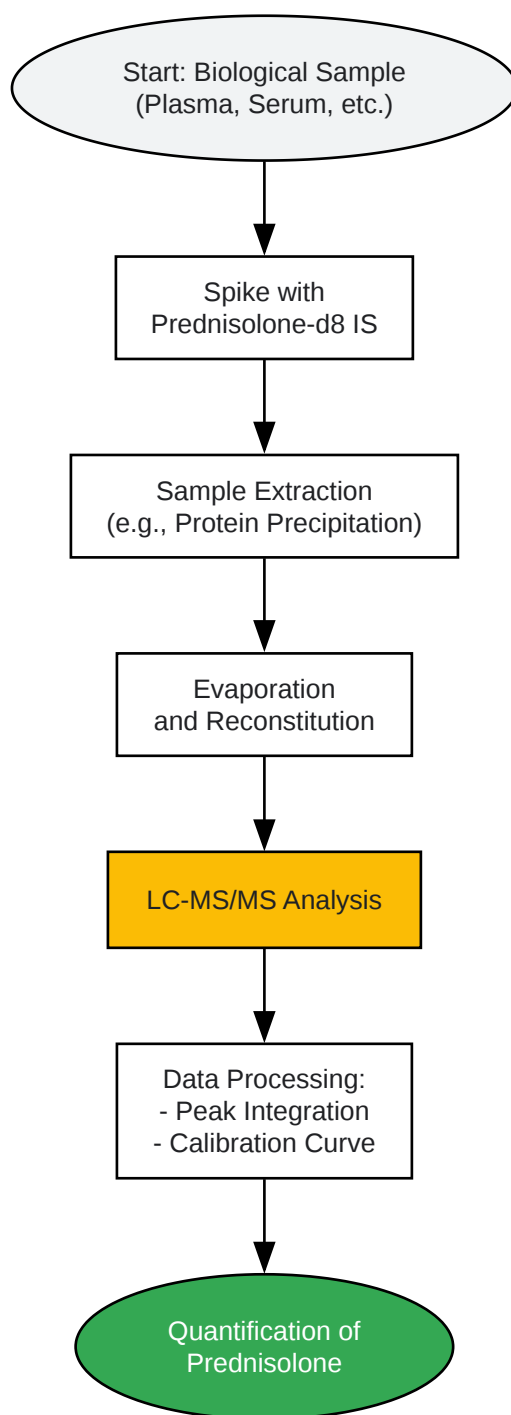 Start: Biological Sample
(Plasma, Serum, etc.)
Spike with
Prednisolone-d8 IS
Sample Extraction
(e.g., Protein Precipitation)
Evaporation
and Reconstitution
LC-MS/MS Analysis
Data Processing:
- Peak Integration
- Calibration Curve
Quantification of
Prednisolone